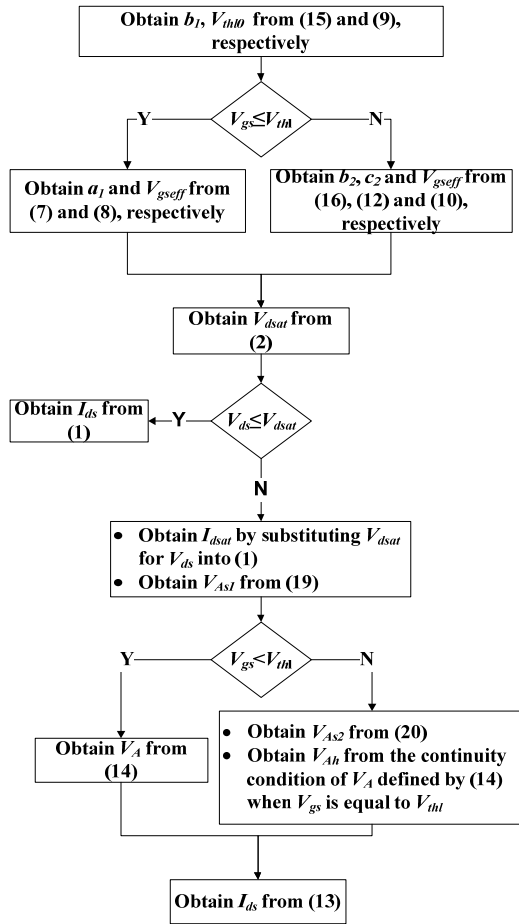 Obtain b1, Vthl0 from (15) and (9),
respectively
Vgs≤Vthl
Y
N
Obtain a1 and Vgseff from
(7) and (8), respectively
Obtain b2, c2 and Vgseff from
(16), (12) and (10),
respectively
Obtain Vdsat from
(2)
Vds≤Vdsat
Y
Obtain Ids from
(1)
N
• Obtain Idsat by substituting Vdsat
for Vds into (1)
• Obtain VAs1 from (19)
Vgs<Vthl
Y
N
Obtain VA from
(14)
• Obtain VAs2 from (20)
• Obtain VAh from the continuity
condition of VA defined by (14)
when Vgs is equal to Vthl
Obtain Ids from (13)